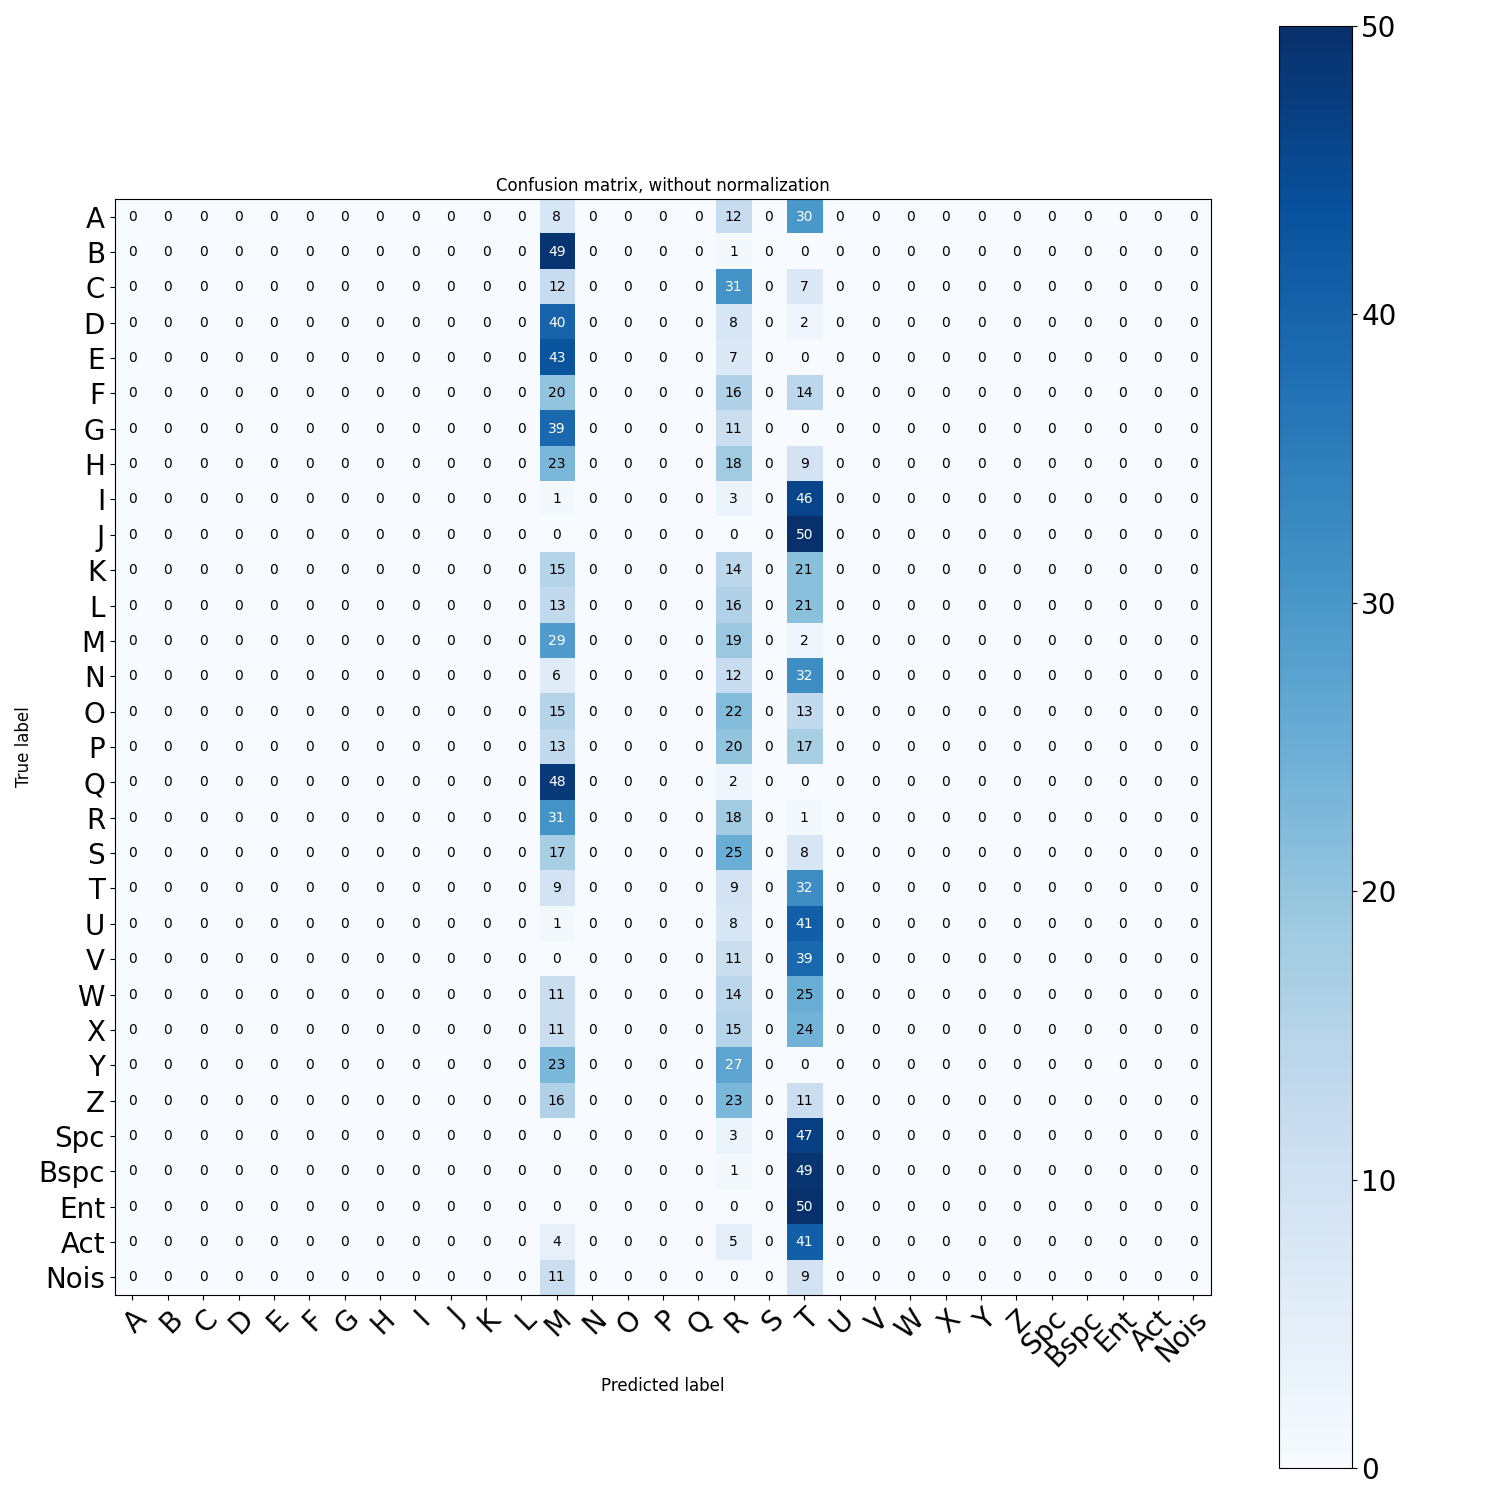 Confusion matrix, without normalization
A 0 0 0 0 0 0 0 0 0 0 0 0 8 0 0 0 0 12 0 30 0 0 0 0 0 0 0 0 0 0 0
B 0 0 0 0 0 0 0 0 0 0 0 0 49 0 0 0 0 1 0 0 0 0 0 0 0 0 0 0 0 0 0
C 0 0 0 0 0 0 0 0 0 0 0 0 12 0 0 0 0 31 0 7 0 0 0 0 0 0 0 0 0 0 0
D 0 0 0 0 0 0 0 0 0 0 0 0 40 0 0 0 0 8 0 2 0 0 0 0 0 0 0 0 0 0 0
E 0 0 0 0 0 0 0 0 0 0 0 0 43 0 0 0 0 7 0 0 0 0 0 0 0 0 0 0 0 0 0
F 0 0 0 0 0 0 0 0 0 0 0 0 20 0 0 0 0 16 0 14 0 0 0 0 0 0 0 0 0 0 0
G 0 0 0 0 0 0 0 0 0 0 0 0 39 0 0 0 0 11 0 0 0 0 0 0 0 0 0 0 0 0 0
H 0 0 0 0 0 0 0 0 0 0 0 0 23 0 0 0 0 18 0 9 0 0 0 0 0 0 0 0 0 0 0
I 0 0 0 0 0 0 0 0 0 0 0 0 1 0 0 0 0 3 0 46 0 0 0 0 0 0 0 0 0 0 0
J 0 0 0 0 0 0 0 0 0 0 0 0 0 0 0 0 0 0 0 50 0 0 0 0 0 0 0 0 0 0 0
K 0 0 0 0 0 0 0 0 0 0 0 0 15 0 0 0 0 14 0 21 0 0 0 0 0 0 0 0 0 0 0
L 0 0 0 0 0 0 0 0 0 0 0 0 13 0 0 0 0 16 0 21 0 0 0 0 0 0 0 0 0 0 0
M 0 0 0 0 0 0 0 0 0 0 0 0 29 0 0 0 0 19 0 2 0 0 0 0 0 0 0 0 0 0 0
N 0 0 0 0 0 0 0 0 0 0 0 0 6 0 0 0 0 12 0 32 0 0 0 0 0 0 0 0 0 0 0
O 0 0 0 0 0 0 0 0 0 0 0 0 15 0 0 0 0 22 0 13 0 0 0 0 0 0 0 0 0 0 0
P 0 0 0 0 0 0 0 0 0 0 0 0 13 0 0 0 0 20 0 17 0 0 0 0 0 0 0 0 0 0 0
Q 0 0 0 0 0 0 0 0 0 0 0 0 48 0 0 0 0 2 0 0 0 0 0 0 0 0 0 0 0 0 0
R 0 0 0 0 0 0 0 0 0 0 0 0 31 0 0 0 0 18 0 1 0 0 0 0 0 0 0 0 0 0 0
S 0 0 0 0 0 0 0 0 0 0 0 0 17 0 0 0 0 25 0 8 0 0 0 0 0 0 0 0 0 0 0
T 0 0 0 0 0 0 0 0 0 0 0 0 9 0 0 0 0 9 0 32 0 0 0 0 0 0 0 0 0 0 0
U 0 0 0 0 0 0 0 0 0 0 0 0 1 0 0 0 0 8 0 41 0 0 0 0 0 0 0 0 0 0 0
V 0 0 0 0 0 0 0 0 0 0 0 0 0 0 0 0 0 11 0 39 0 0 0 0 0 0 0 0 0 0 0
W 0 0 0 0 0 0 0 0 0 0 0 0 11 0 0 0 0 14 0 25 0 0 0 0 0 0 0 0 0 0 0
X 0 0 0 0 0 0 0 0 0 0 0 0 11 0 0 0 0 15 0 24 0 0 0 0 0 0 0 0 0 0 0
Y 0 0 0 0 0 0 0 0 0 0 0 0 23 0 0 0 0 27 0 0 0 0 0 0 0 0 0 0 0 0 0
Z 0 0 0 0 0 0 0 0 0 0 0 0 16 0 0 0 0 23 0 11 0 0 0 0 0 0 0 0 0 0 0
Spc 0 0 0 0 0 0 0 0 0 0 0 0 0 0 0 0 0 3 0 47 0 0 0 0 0 0 0 0 0 0 0
Bspc 0 0 0 0 0 0 0 0 0 0 0 0 0 0 0 0 0 1 0 49 0 0 0 0 0 0 0 0 0 0 0
Ent 0 0 0 0 0 0 0 0 0 0 0 0 0 0 0 0 0 0 0 50 0 0 0 0 0 0 0 0 0 0 0
Act 0 0 0 0 0 0 0 0 0 0 0 0 4 0 0 0 0 5 0 41 0 0 0 0 0 0 0 0 0 0 0
Nois 0 0 0 0 0 0 0 0 0 0 0 0 11 0 0 0 0 0 0 9 0 0 0 0 0 0 0 0 0 0 0
A B C D E F G H I J K L M N O P Q R S T U V W X Y Z Spc Bspc Ent Act Nois
Predicted label
True label
50
40
30
20
10
0